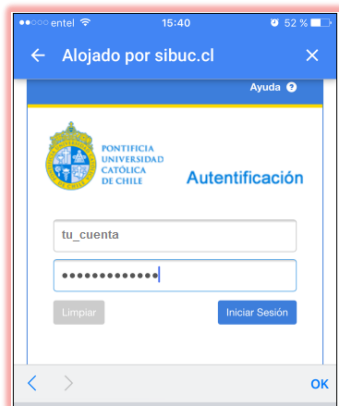 entel 15:40 52 %
Alojado por sibuc.cl
Ayuda ?
PONTIFICIA
UNIVERSIDAD
CATÓLICA
DE CHILE
Autentificación
tu_cuenta
•••••••••••••
Limpiar Iniciar Sesión
OK